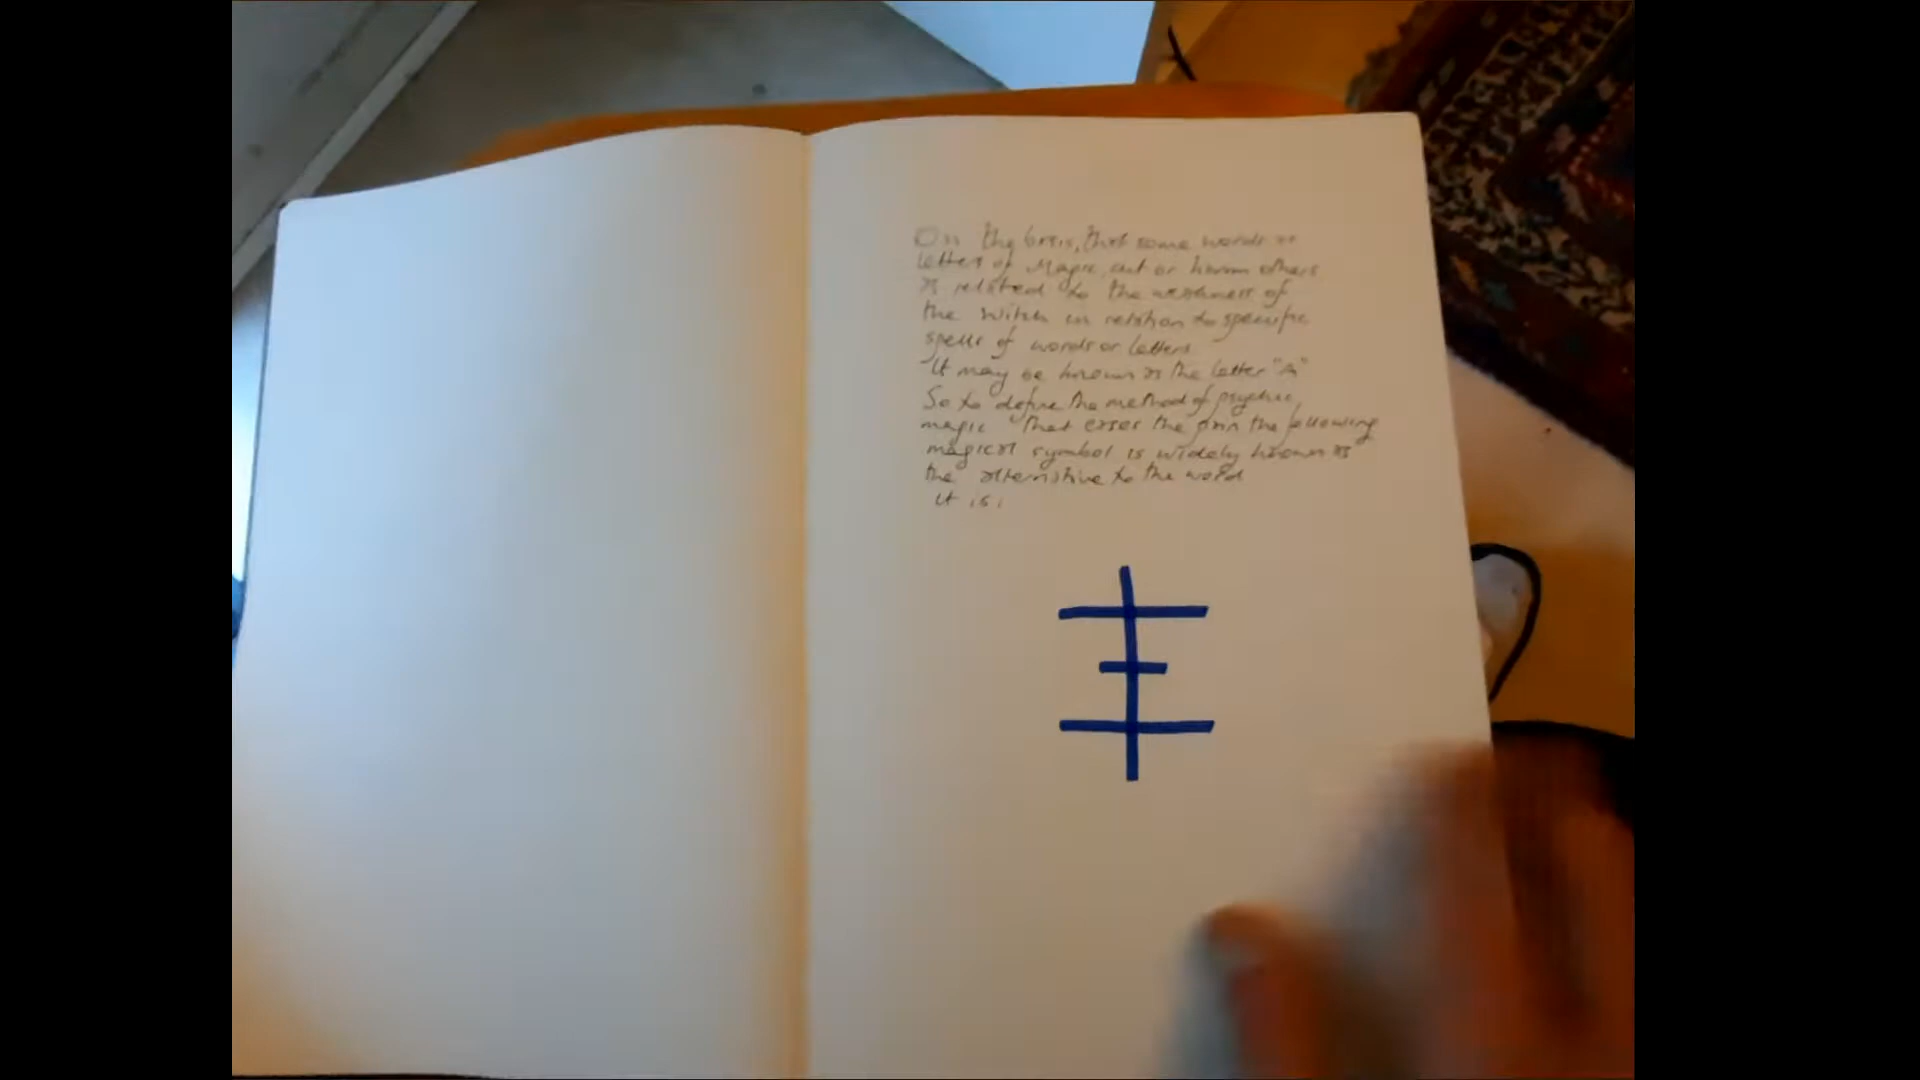 On the basis, that some words or
letters of Magic, cut or harm others
is related to the weakness of
the Witch in relation to specific
spells of words or letters.
It may be known as the letter "A"
So to define the method of psychic
magic that eases the pain the following
magical symbol is widely known as
the alternative to the word
it is: